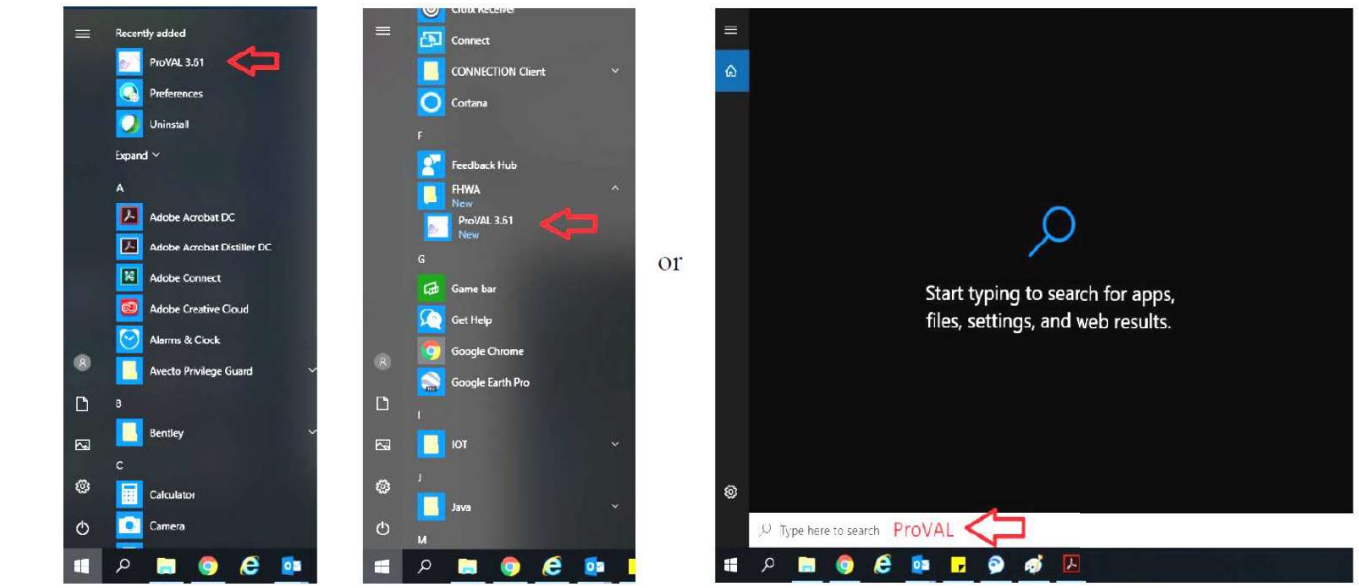 Recently added
ProVAL 3.61
Preferences
Uninstall
Expand
A
Adobe Acrobat DC
Adobe Acrobat Distiller DC
Adobe Connect
Adobe Creative Cloud
Alarms & Clock
Avecto Privilege Guard
B
Bentley
C
Calculator
Camera
Citrix Receiver
Connect
CONNECTION Client
Cortana
F
Feedback Hub
FHWA
New
ProVAL 3.61
New
G
Game bar
Get Help
Google Chrome
Google Earth Pro
I
IOT
J
Java
M
or
Start typing to search for apps,
files, settings, and web results.
Type here to search ProVAL